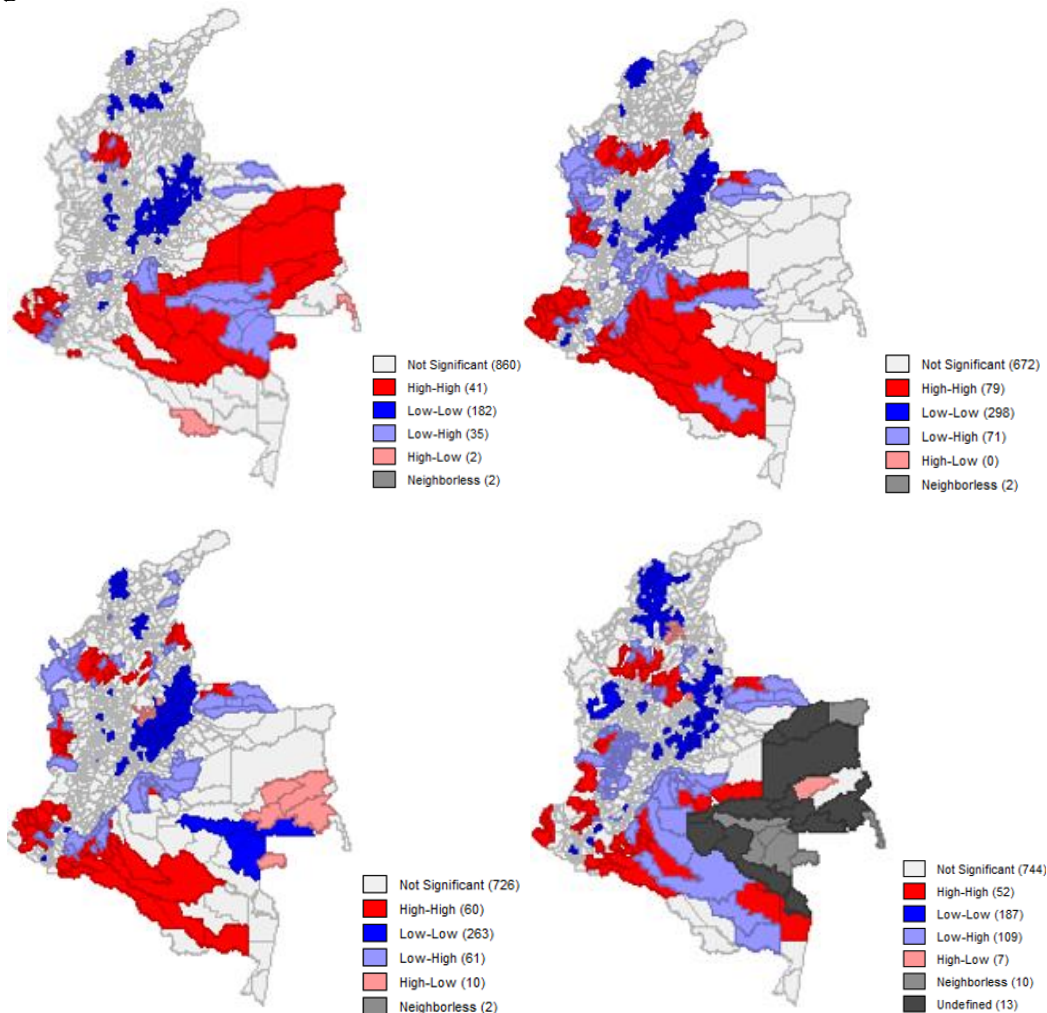 Not Significant (860)
High-High (41)
Low-Low (182)
Low-High (35)
High-Low (2)
Neighborless (2)
Not Significant (672)
High-High (79)
Low-Low (298)
Low-High (71)
High-Low (0)
Neighborless (2)
Not Significant (726)
High-High (60)
Low-Low (263)
Low-High (61)
High-Low (10)
Neighborless (2)
Not Significant (744)
High-High (52)
Low-Low (187)
Low-High (109)
High-Low (7)
Neighborless (10)
Undefined (13)